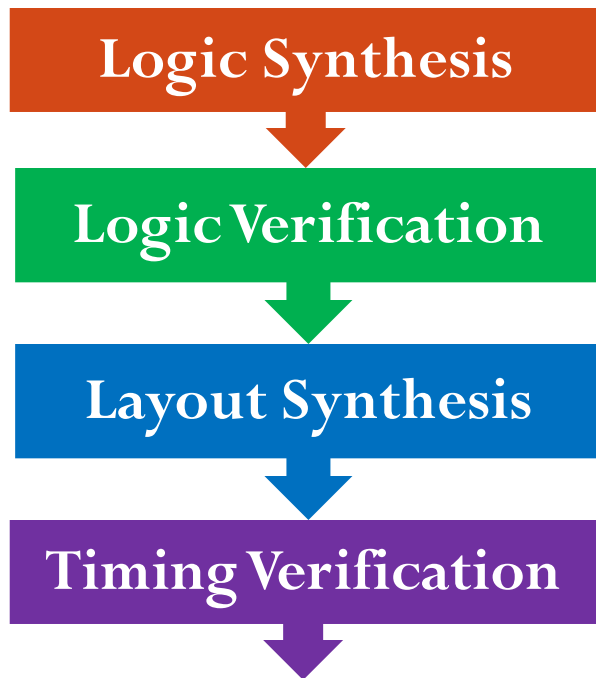 Logic Synthesis
Logic Verification
Layout Synthesis
Timing Verification